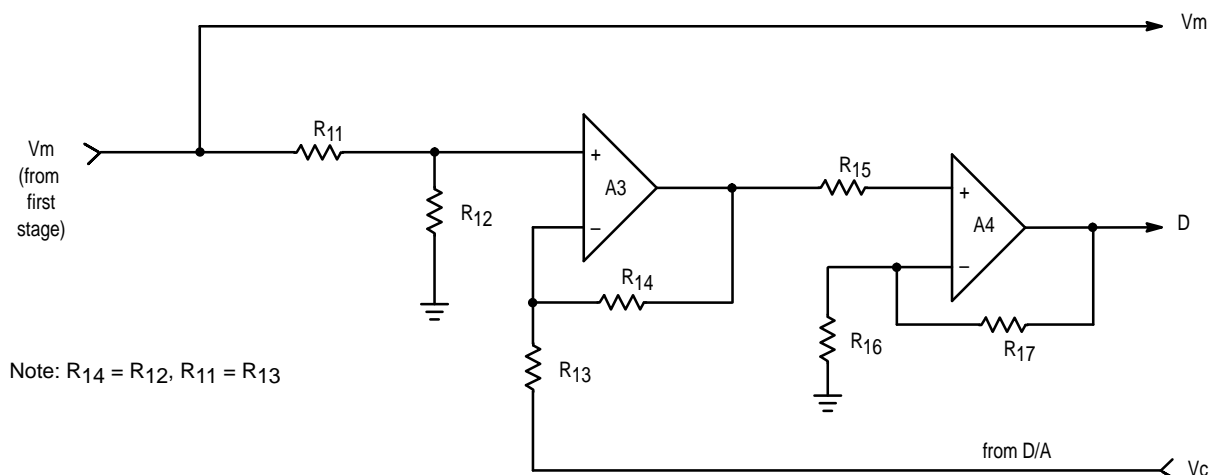 Vm
R11
Vm
(from
first
stage)
+
A3
−
R12
R15
+
A4
−
D
R14
R16
R17
R13
Note: R14 = R12, R11 = R13
from D/A
Vc